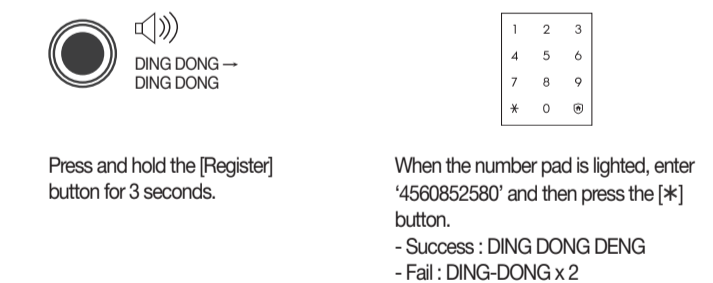 DING DONG →
DING DONG
1 2 3
4 5 6
7 8 9
* 0
Press and hold the [Register]
button for 3 seconds.
When the number pad is lighted, enter
‘4560852580’ and then press the [*]
button.
- Success : DING DONG DENG
- Fail : DING-DONG x 2